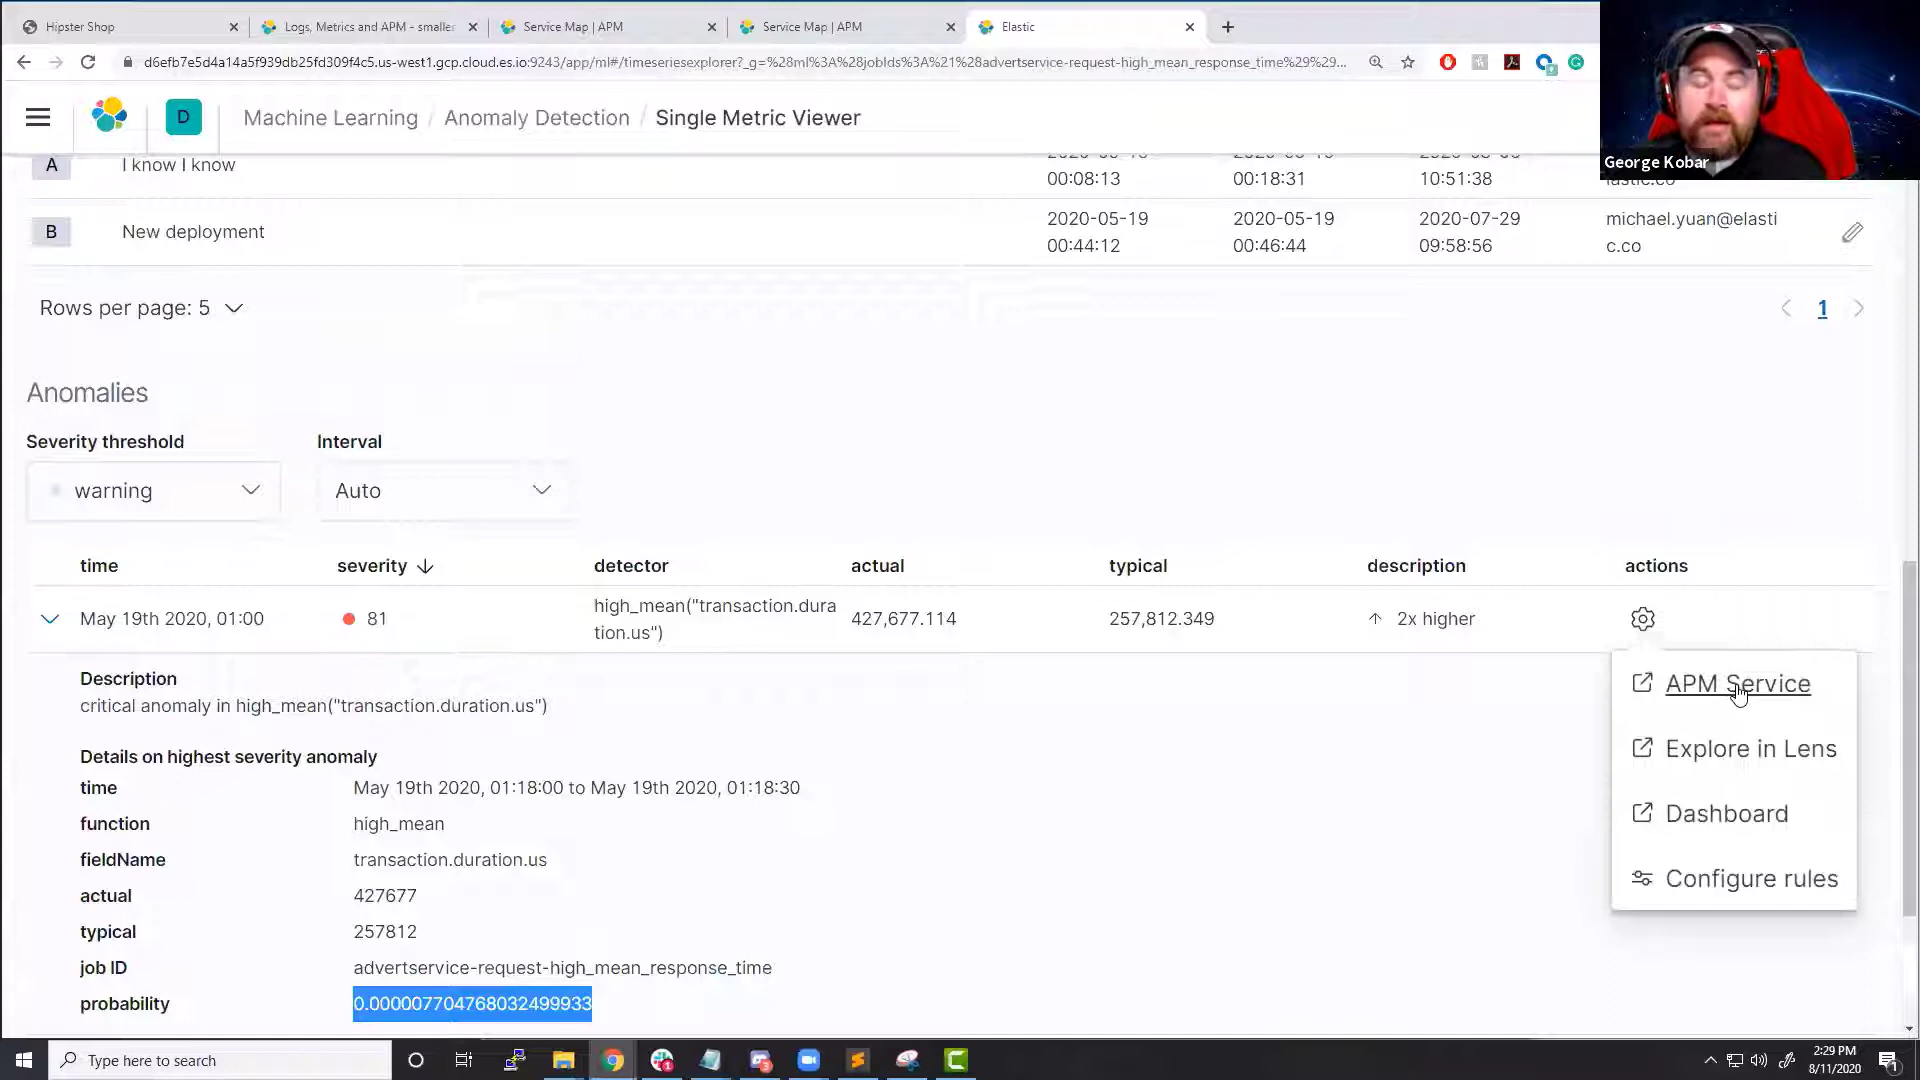 Hipster Shop
Logs, Metrics and APM - smaller
Service Map | APM
Service Map | APM
Elastic
d6efb7e5d4a14a5f939db25fd309f4c5.us-west1.gcp.cloud.es.io:9243/app/ml#/timeseriesexplorer?_g=%28ml%3A%28jobIds%3A%21%28advertservice-request-high_mean_response_time%29%29...
D
Machine Learning / Anomaly Detection / Single Metric Viewer
George Kobar
A
I know I know
00:08:13
00:18:31
10:51:38
B
New deployment
2020-05-19
00:44:12
2020-05-19
00:46:44
2020-07-29
09:58:56
michael.yuan@elasti
c.co
Rows per page: 5
1
Anomalies
Severity threshold
Interval
warning
Auto
time
severity
detector
actual
typical
description
actions
May 19th 2020, 01:00
81
high_mean("transaction.dura
tion.us")
427,677.114
257,812.349
2x higher
APM Service
Explore in Lens
Dashboard
Configure rules
Description
critical anomaly in high_mean("transaction.duration.us")
Details on highest severity anomaly
time
May 19th 2020, 01:18:00 to May 19th 2020, 01:18:30
function
high_mean
fieldName
transaction.duration.us
actual
427677
typical
257812
job ID
advertservice-request-high_mean_response_time
probability
0.000007704768032499933
Type here to search
2:29 PM
8/11/2020